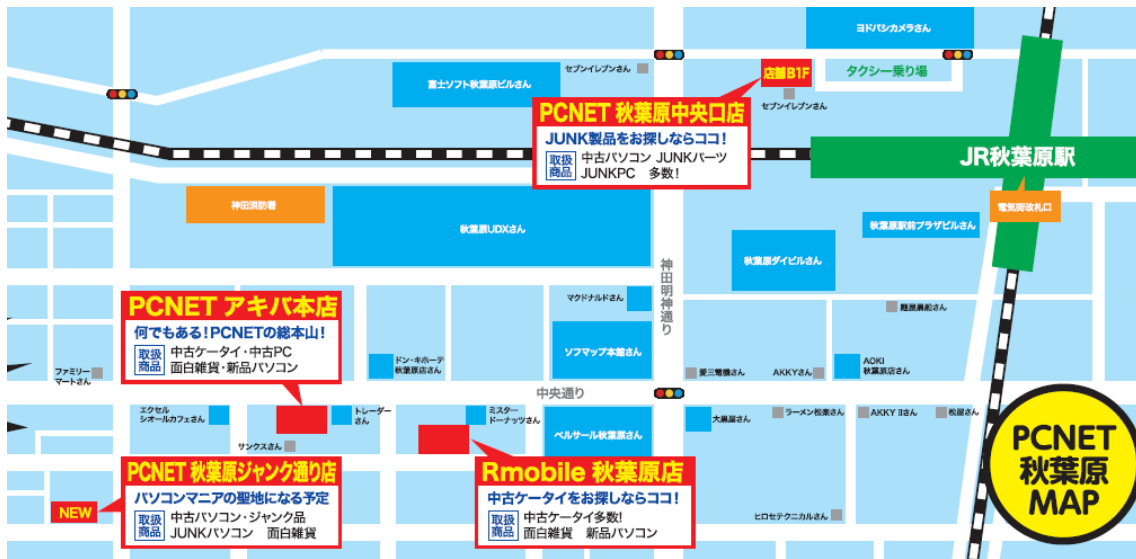 ヨドバシカメラさん
セブンイレブンさん
富士ソフト秋葉原ビルさん
店舗B1F
タクシー乗り場
セブンイレブンさん
PCNET 秋葉原中央口店
JUNK製品をお探しならココ！
取扱商品
中古パソコン JUNKパーツ
JUNKPC 多数！
JR秋葉原駅
電気街改札口
神田消防署
秋葉原UDXさん
秋葉原駅前プラザビルさん
秋葉原ダイビルさん
神田明神通り
PCNET アキバ本店
何でもある！PCNETの総本山！
取扱商品
中古ケータイ・中古PC
面白雑貨・新品パソコン
マクドナルドさん
ソフマップ本館さん
ドン・キホーテ
秋葉原店さん
ファミリー
マートさん
愛三電機さん
AKKYさん
AOKI
秋葉原店さん
中央通り
エクセル
シオールカフェさん
トレーダー
さん
ミスター
ドーナッツさん
ベルサール秋葉原さん
大黒屋さん
ラーメン松楽さん
AKKY Ⅱさん
松屋さん
サンクスさん
PCNET 秋葉原ジャンク通り店
パソコンマニアの聖地になる予定
取扱商品
中古パソコン・ジャンク品
JUNKパソコン 面白雑貨
NEW
Rmobile 秋葉原店
中古ケータイをお探しならココ！
取扱商品
中古ケータイ多数！
面白雑貨 新品パソコン
ヒロセテクニカルさん
PCNET
秋葉原
MAP